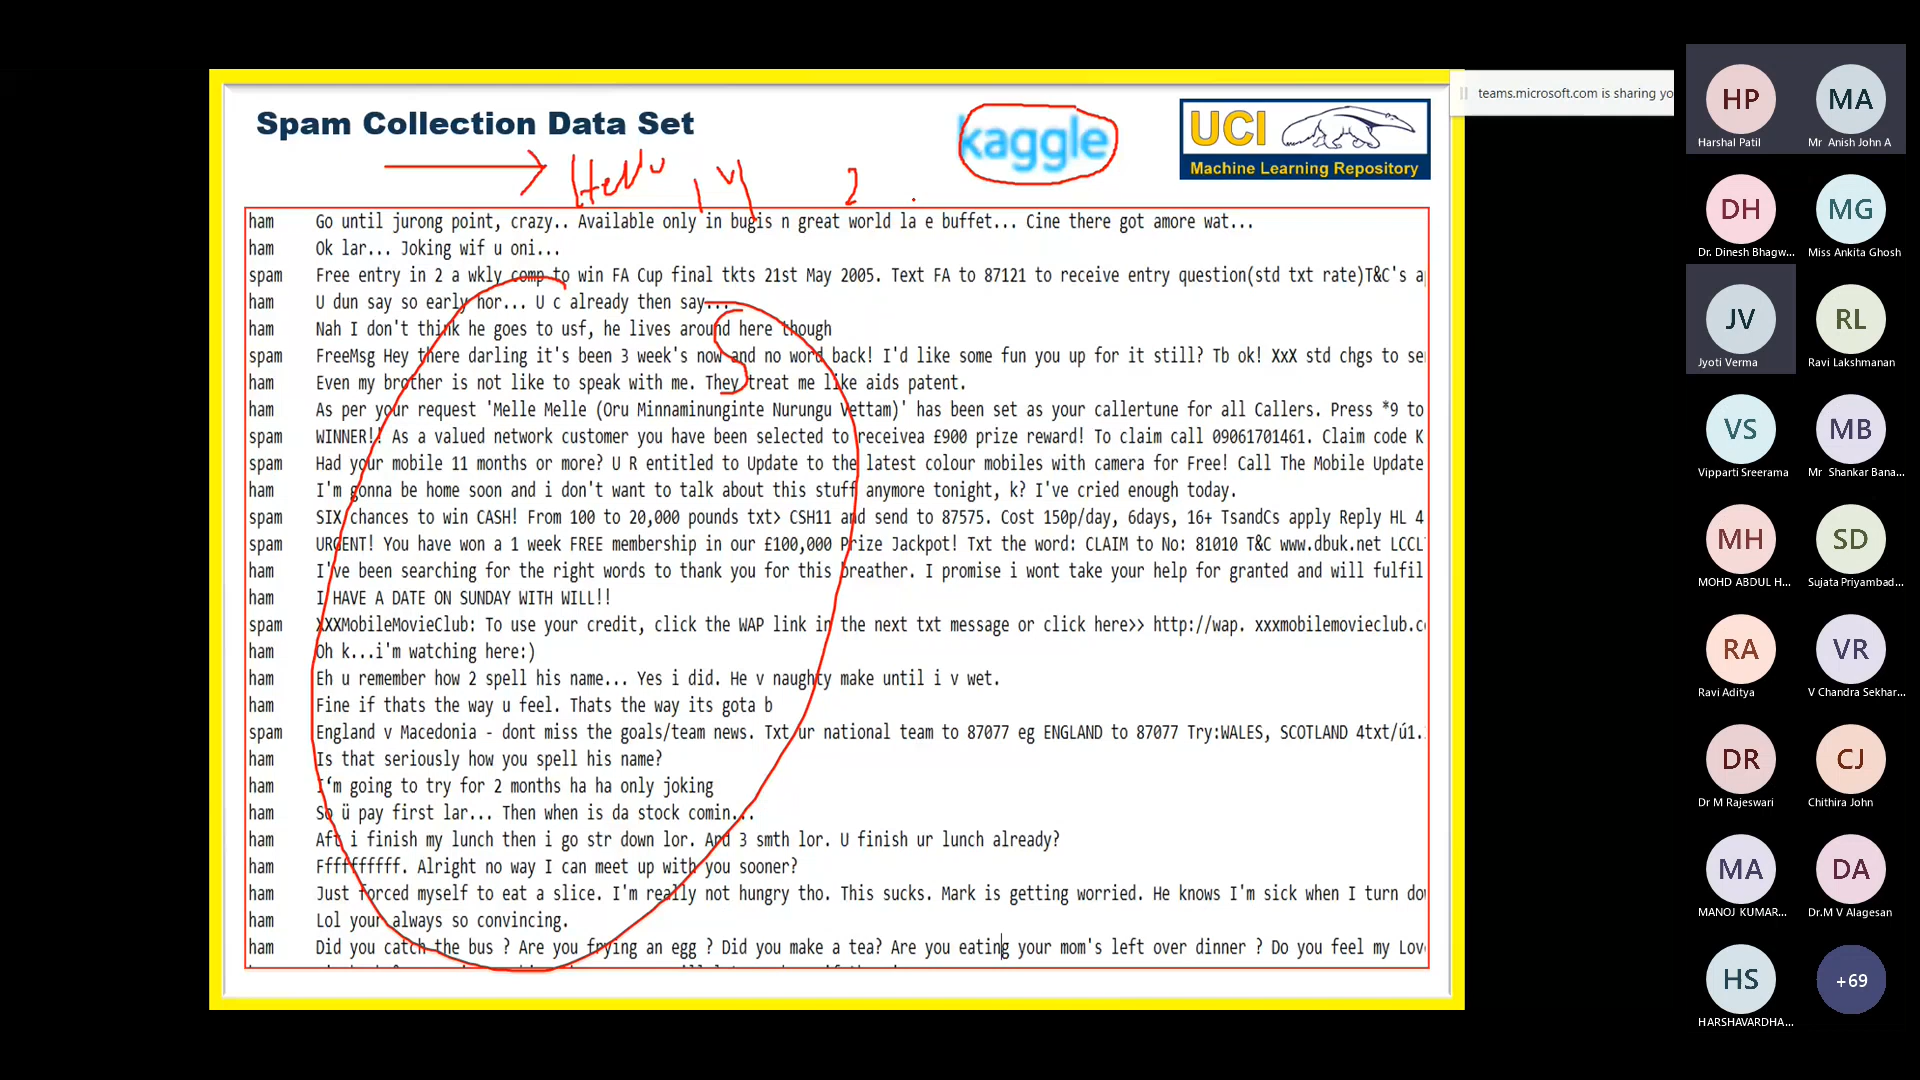 Spam Collection Data Set
kaggle
UCI
Machine Learning Repository
Hello
2
ham Go until jurong point, crazy.. Available only in bugis n great world la e buffet... Cine there got amore wat...
ham Ok lar... Joking wif u oni...
spam Free entry in 2 a wkly comp to win FA Cup final tkts 21st May 2005. Text FA to 87121 to receive entry question(std txt rate)T&C's a
ham U dun say so early hor... U c already then say...
ham Nah I don't think he goes to usf, he lives around here though
spam FreeMsg Hey there darling it's been 3 week's now and no word back! I'd like some fun you up for it still? Tb ok! XxX std chgs to se
ham Even my brother is not like to speak with me. They treat me like aids patent.
ham As per your request 'Melle Melle (Oru Minnaminunginte Nurungu Vettam)' has been set as your callertune for all Callers. Press *9 to
spam WINNER!! As a valued network customer you have been selected to receivea £900 prize reward! To claim call 09061701461. Claim code K
spam Had your mobile 11 months or more? U R entitled to Update to the latest colour mobiles with camera for Free! Call The Mobile Update
ham I'm gonna be home soon and i don't want to talk about this stuff anymore tonight, k? I've cried enough today.
spam SIX chances to win CASH! From 100 to 20,000 pounds txt> CSH11 and send to 87575. Cost 150p/day, 6days, 16+ TsandCs apply Reply HL 4
spam URGENT! You have won a 1 week FREE membership in our £100,000 Prize Jackpot! Txt the word: CLAIM to No: 81010 T&C www.dbuk.net LCCL
ham I've been searching for the right words to thank you for this breather. I promise i wont take your help for granted and will fulfil
ham I HAVE A DATE ON SUNDAY WITH WILL!!
spam XXXMobileMovieClub: To use your credit, click the WAP link in the next txt message or click here>> http://wap. xxxmobilemovieclub.c
ham Oh k...i'm watching here:)
ham Eh u remember how 2 spell his name... Yes i did. He v naughty make until i v wet.
ham Fine if thats the way u feel. Thats the way its gota b
spam England v Macedonia - dont miss the goals/team news. Txt ur national team to 87077 eg ENGLAND to 87077 Try:WALES, SCOTLAND 4txt/ú1.
ham Is that seriously how you spell his name?
ham I‘m going to try for 2 months ha ha only joking
ham So ü pay first lar... Then when is da stock comin...
ham Aft i finish my lunch then i go str down lor. And 3 smth lor. U finish ur lunch already?
ham Ffffffffff. Alright no way I can meet up with you sooner?
ham Just forced myself to eat a slice. I'm really not hungry tho. This sucks. Mark is getting worried. He knows I'm sick when I turn do
ham Lol your always so convincing.
ham Did you catch the bus ? Are you frying an egg ? Did you make a tea? Are you eating your mom's left over dinner ? Do you feel my Lov
teams.microsoft.com is sharing yo
HP MA
Harshal Patil Mr Anish John A
DH MG
Dr. Dinesh Bhagw... Miss Ankita Ghosh
JV RL
Jyoti Verma Ravi Lakshmanan
VS MB
Vipparti Sreerama Mr Shankar Bana...
MH SD
MOHD ABDUL H... Sujata Priyambad...
RA VR
Ravi Aditya V Chandra Sekhar...
DR CJ
Dr M Rajeswari Chithira John
MA DA
MANOJ KUMAR... Dr.M V Alagesan
HS +69
HARSHAVARDHA...